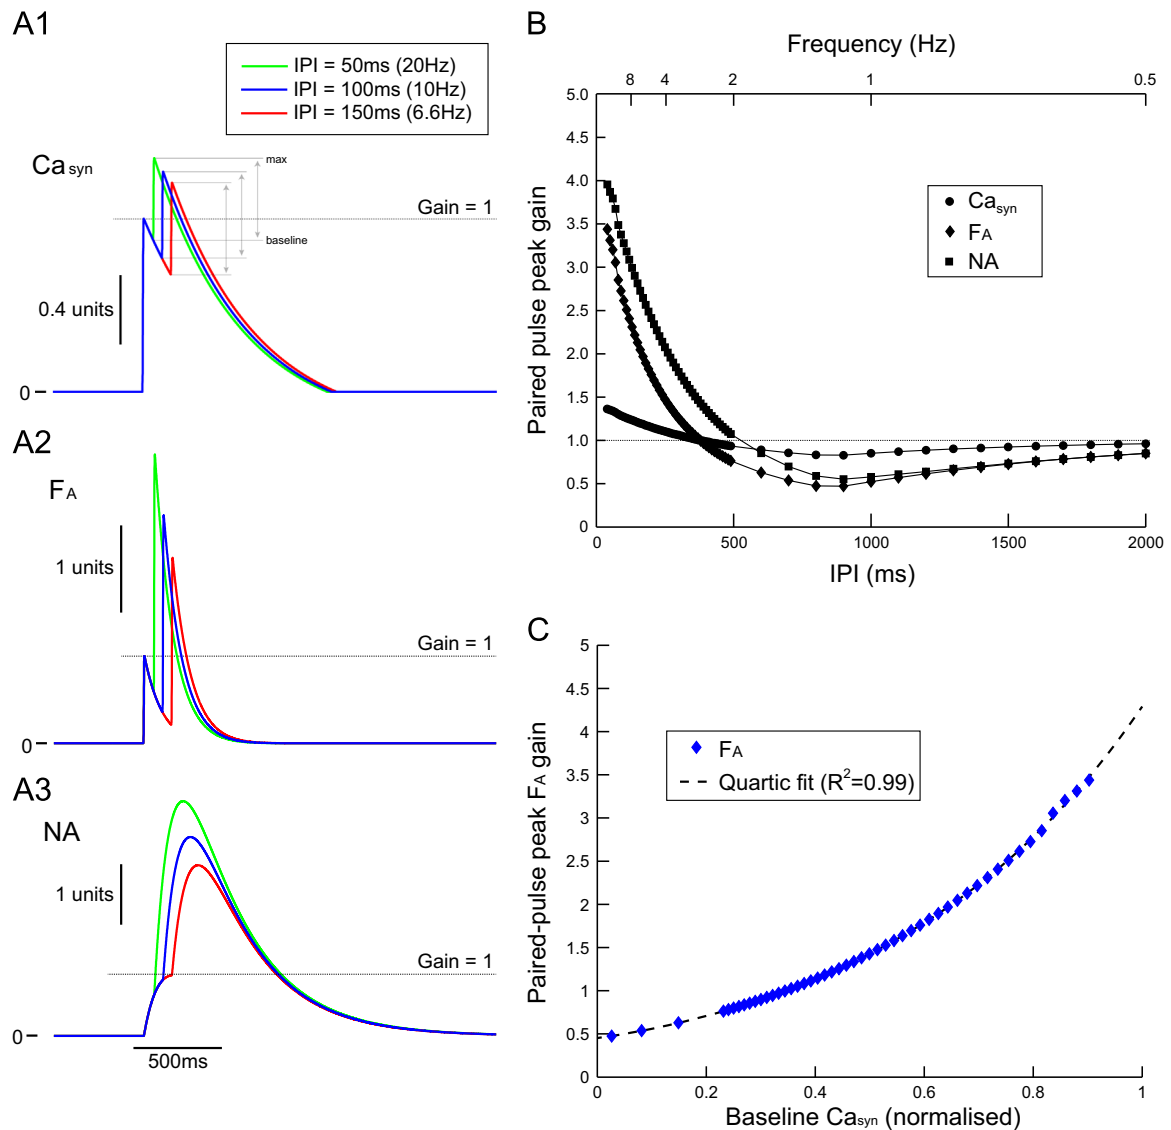 A1
IPI = 50ms (20Hz)
IPI = 100ms (10Hz)
IPI = 150ms (6.6Hz)
Casyn
max
Gain = 1
baseline
0.4 units
0
A2
FA
1 units
Gain = 1
0
A3
NA
1 units
Gain = 1
0
500ms
B
Frequency (Hz)
8 4 2 1 0.5
5.0
4.5
4.0
3.5
3.0
2.5
2.0
1.5
1.0
0.5
0
Paired pulse peak gain
Casyn
FA
NA
0 500 1000 1500 2000
IPI (ms)
C
5
4.5
4
3.5
3
2.5
2
1.5
1
0.5
0
Paired-pulse peak FA gain
FA
Quartic fit (R²=0.99)
0 0.2 0.4 0.6 0.8 1
Baseline Casyn (normalised)